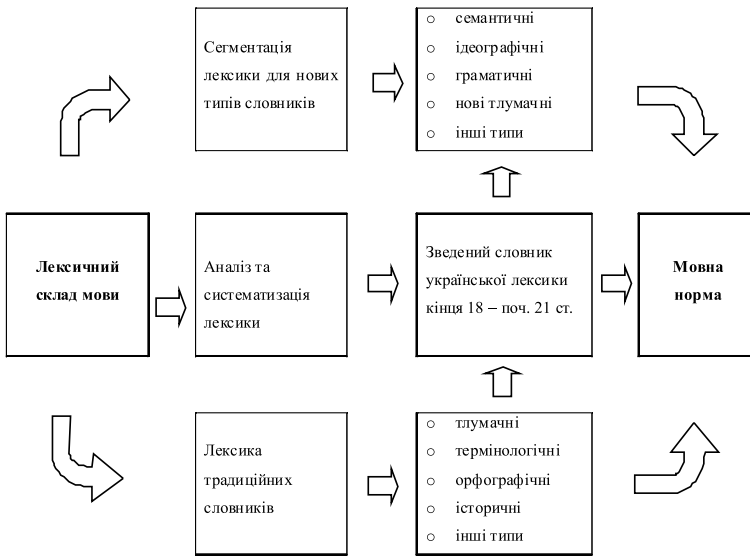 Сегментація
лексики для нових
типів словників
o семантичні
o ідеографічні
o граматичні
o нові тлумачні
o інші типи
Лексичний
склад мови
Аналіз та
систематизація
лексики
Зведений словник
української лексики
кінця 18 – поч. 21 ст.
Мовна
норма
Лексика
традиційних
словників
o тлумачні
o термінологічні
o орфографічні
o історичні
o інші типи